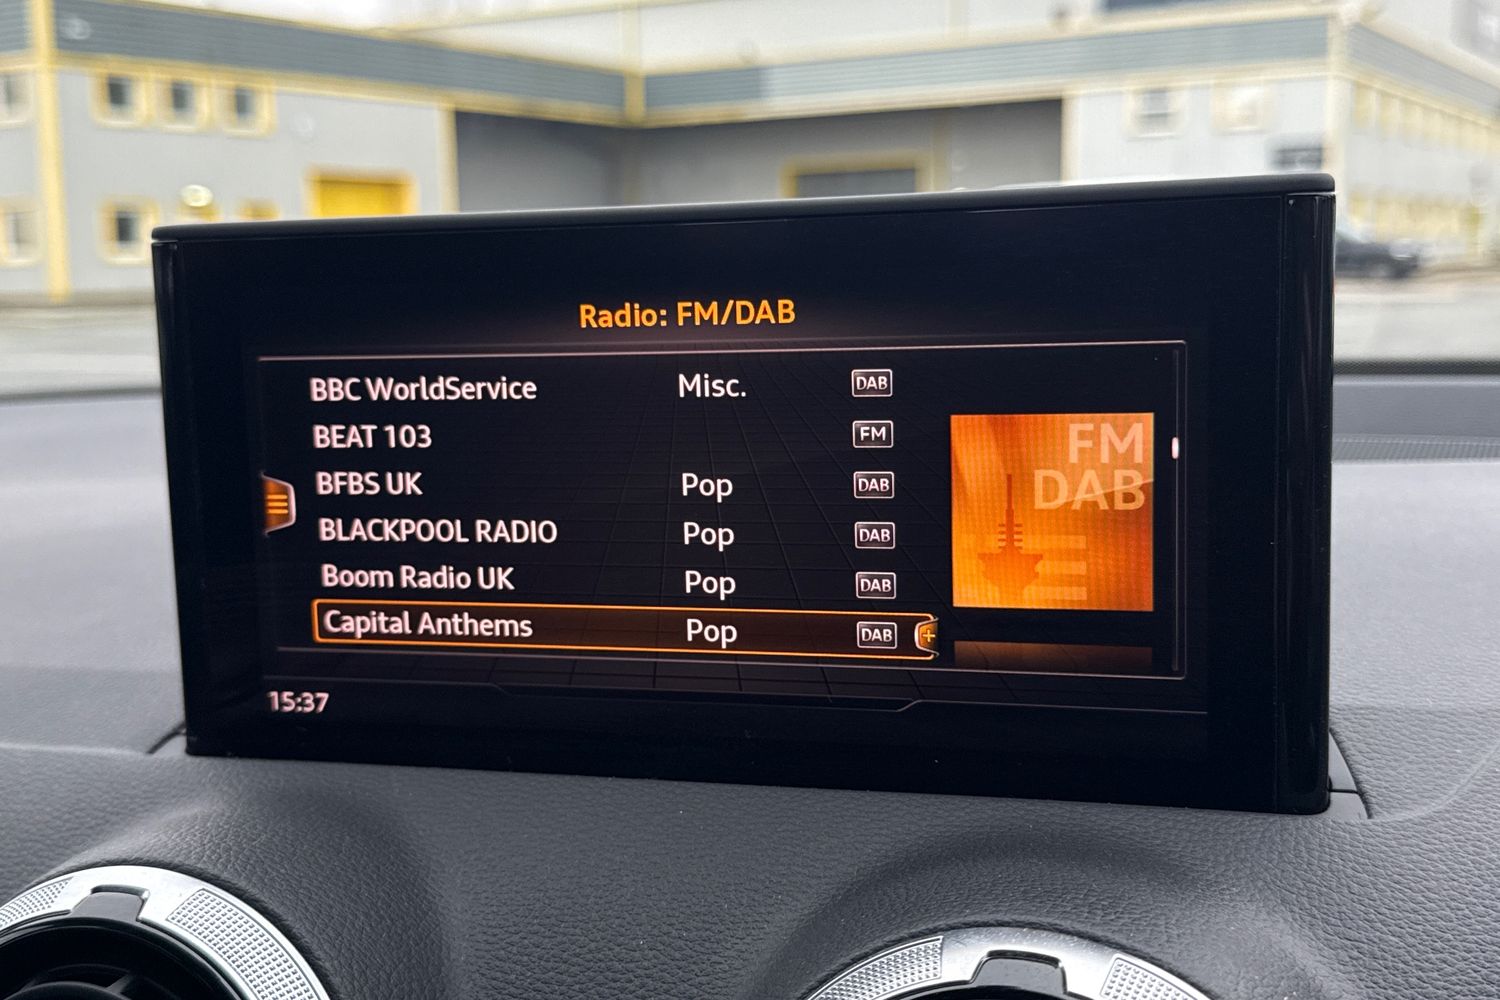 Radio: FM/DAB
BBC WorldService Misc. DAB
BEAT 103 FM
BFBS UK Pop DAB
BLACKPOOL RADIO Pop DAB
Boom Radio UK Pop DAB
Capital Anthems Pop DAB
FM
DAB
15:37